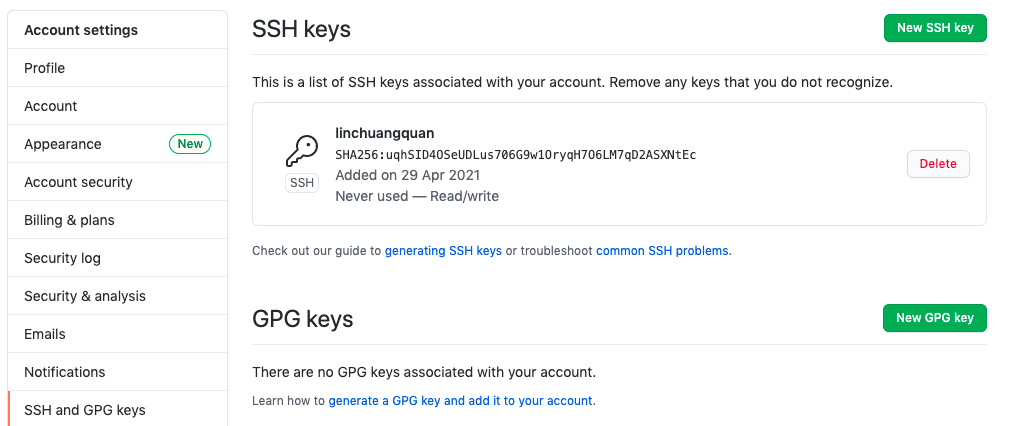 Account settings
Profile
Account
Appearance New
Account security
Billing & plans
Security log
Security & analysis
Emails
Notifications
SSH and GPG keys
SSH keys
New SSH key
This is a list of SSH keys associated with your account. Remove any keys that you do not recognize.
SSH
linchuangquan
SHA256:uqhSID4OSeUDLus706G9w1OryqH7O6LM7qD2ASXNtEc
Added on 29 Apr 2021
Never used — Read/write
Delete
Check out our guide to generating SSH keys or troubleshoot common SSH problems.
GPG keys
New GPG key
There are no GPG keys associated with your account.
Learn how to generate a GPG key and add it to your account.